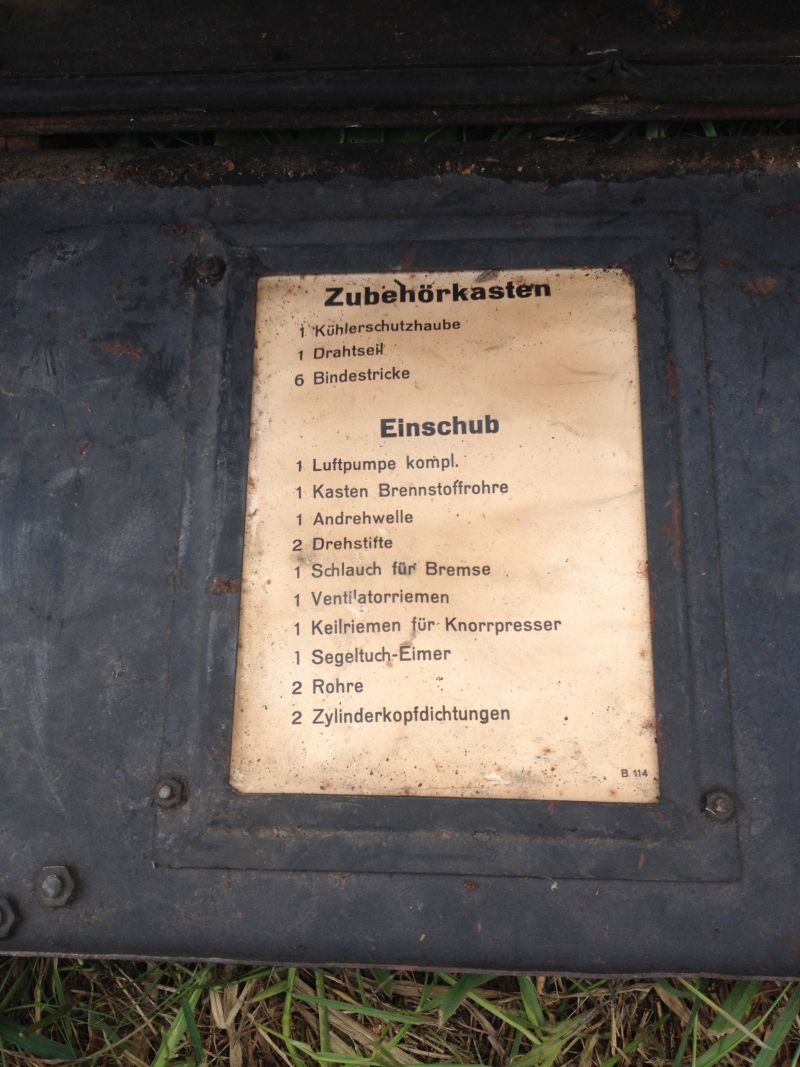 Zubehörkasten
1 Kühlerschutzhaube
1 Drahtseil
6 Bindestricke
Einschub
1 Luftpumpe kompl.
1 Kasten Brennstoffrohre
1 Andrehwelle
2 Drehstifte
1 Schlauch für Bremse
1 Ventilatorriemen
1 Keilriemen für Knorrpresser
1 Segeltuch-Eimer
2 Rohre
2 Zylinderkopfdichtungen
B 114